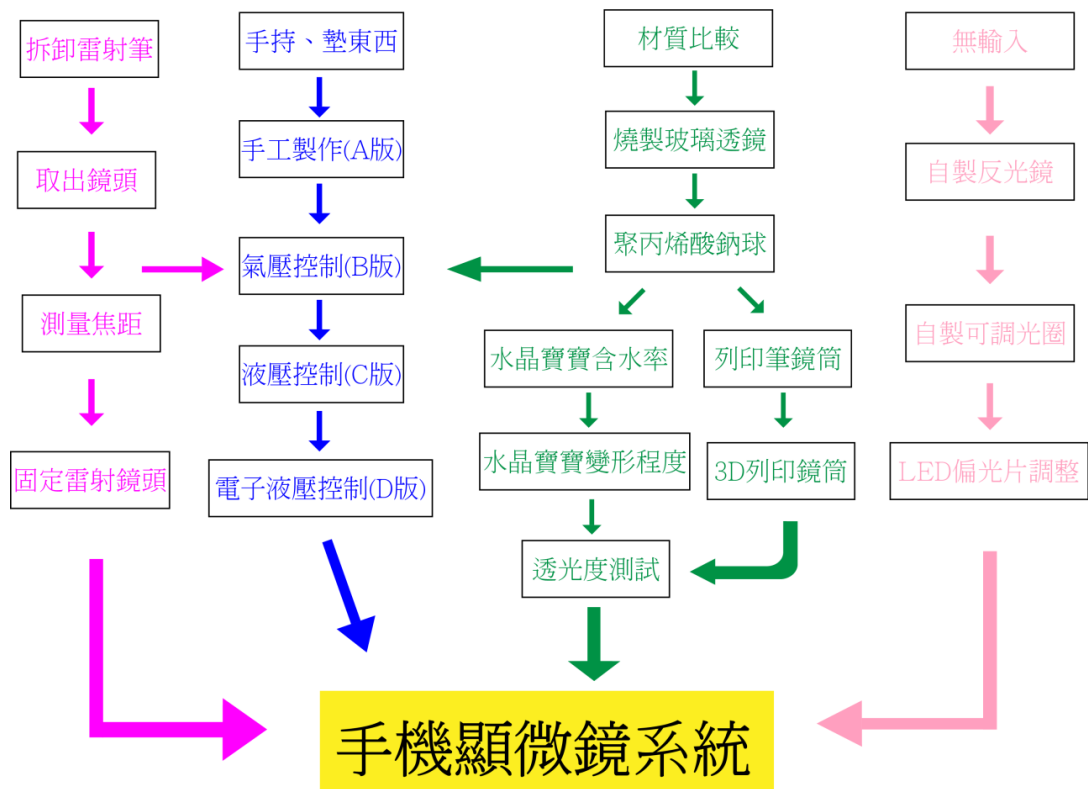 拆卸雷射筆
取出鏡頭
測量焦距
固定雷射鏡頭
手持、墊東西
手工製作(A版)
氣壓控制(B版)
液壓控制(C版)
電子液壓控制(D版)
材質比較
燒製玻璃透鏡
聚丙烯酸鈉球
水晶寶寶含水率
水晶寶寶變形程度
列印筆鏡筒
3D列印鏡筒
透光度測試
無輸入
自製反光鏡
自製可調光圈
LED偏光片調整
手機顯微鏡系統